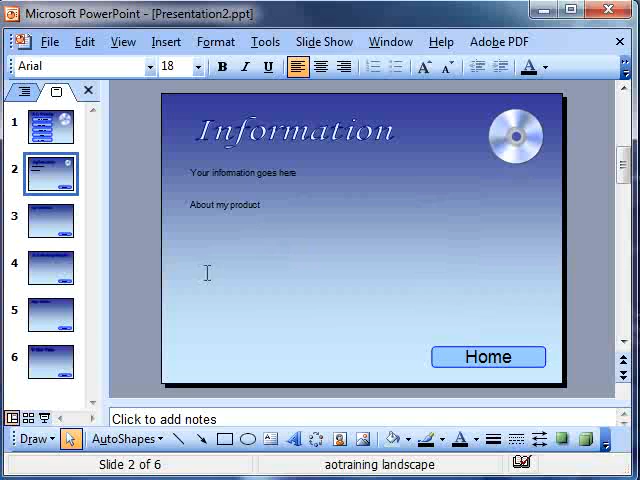 Microsoft PowerPoint - [Presentation2.ppt]
File Edit View Insert Format Tools Slide Show Window Help Adobe PDF
Arial 18 B I U A A A
1
2
3
4
5
6
Information
Your information goes here
About my product
Home
Click to add notes
Draw AutoShapes A A
Slide 2 of 6 aotraining landscape